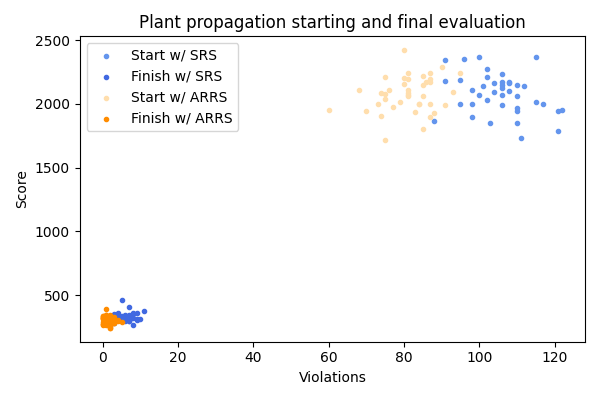 Plant propagation starting and final evaluation
2500
2000
1500
1000
500
Score
Start w/ SRS
Finish w/ SRS
Start w/ ARRS
Finish w/ ARRS
0 20 40 60 80 100 120
Violations